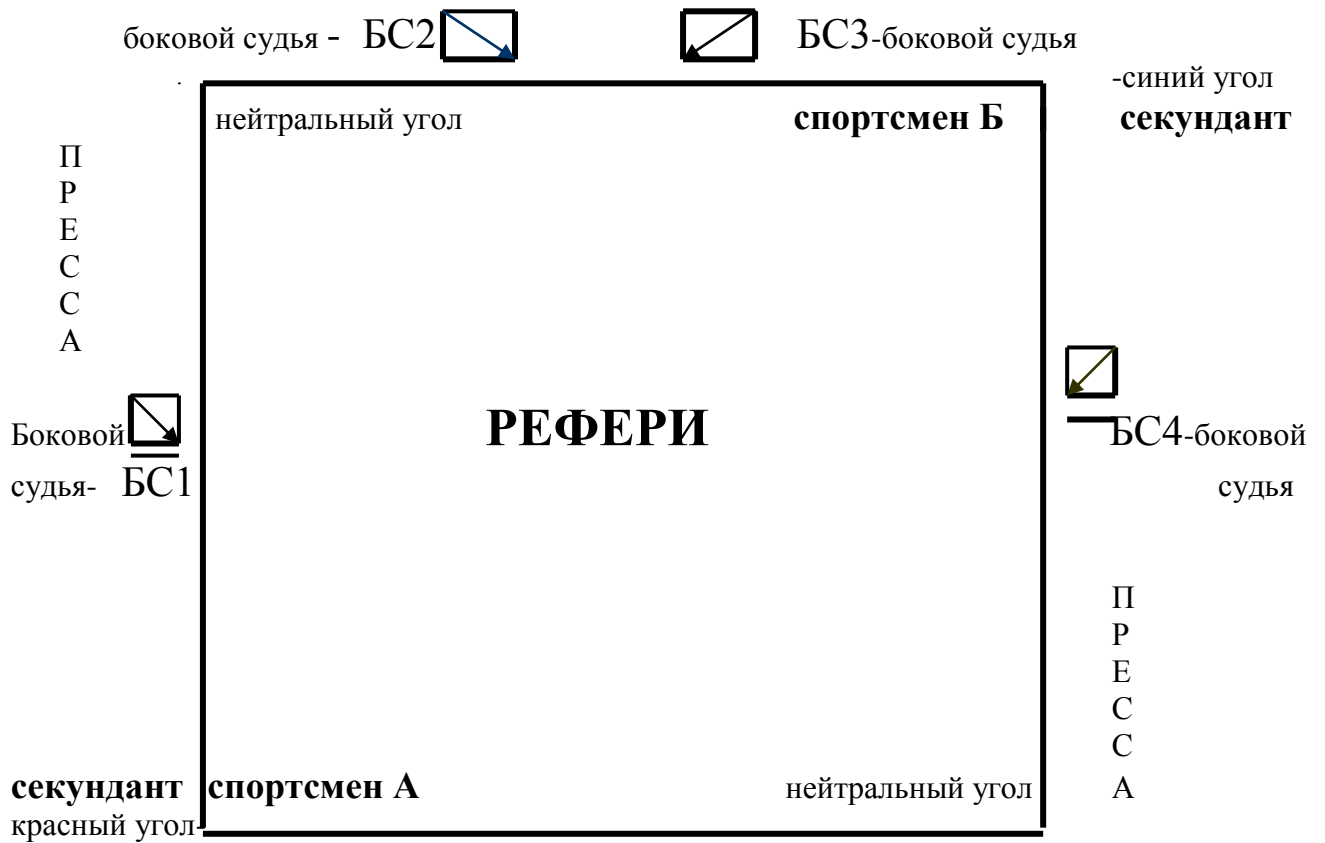 боковой судья - БС2
БС3-боковой судья
-синий угол
нейтральный угол
спортсмен Б
секундант
П
Р
Е
С
С
А
РЕФЕРИ
Боковой
судья- БС1
БС4-боковой
судья
П
Р
Е
С
С
А
секундант
спортсмен А
нейтральный угол
красный угол-